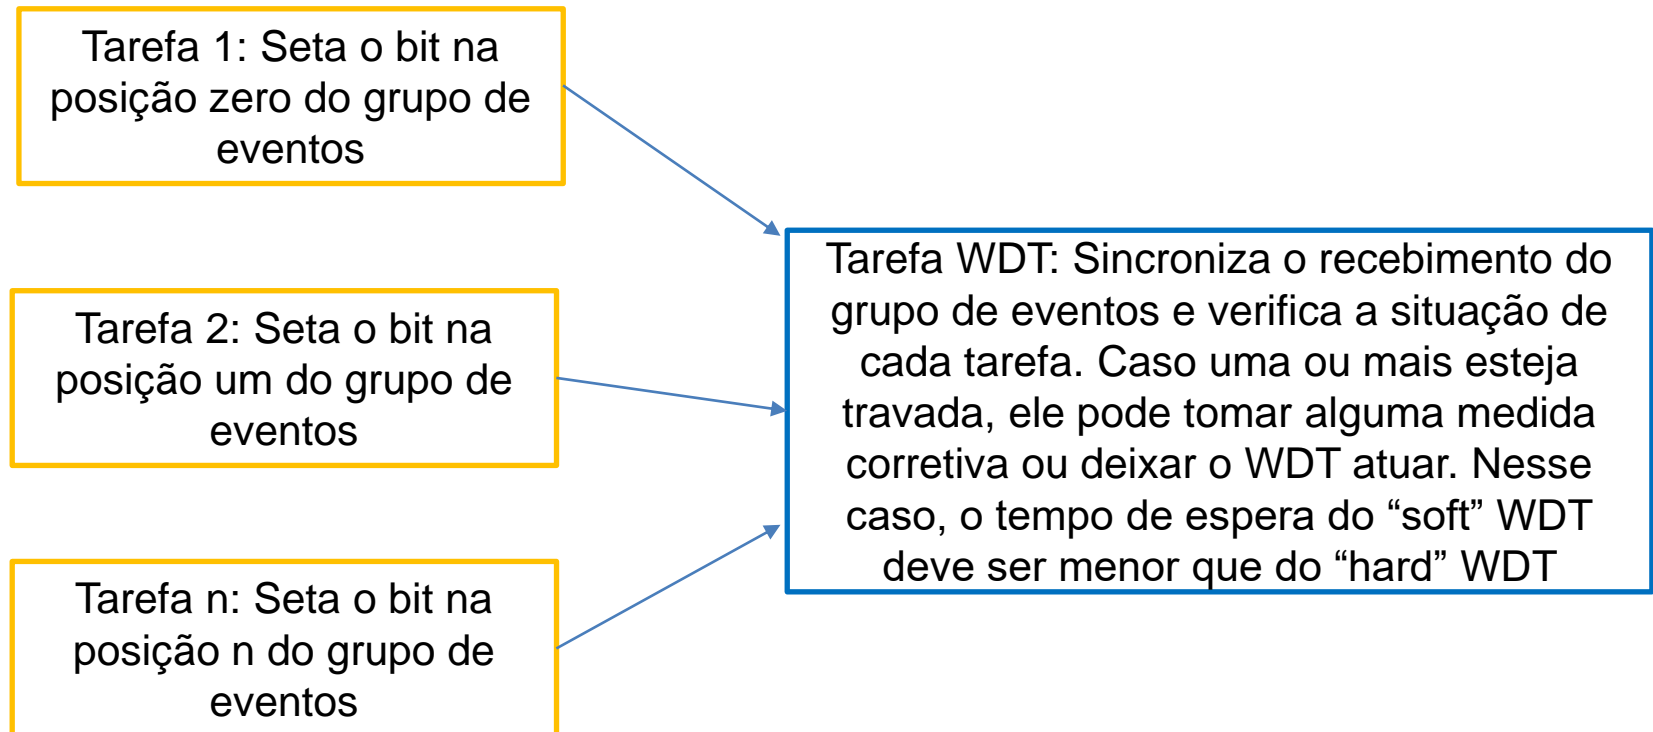 Tarefa 1: Seta o bit na
posição zero do grupo de
eventos
Tarefa 2: Seta o bit na
posição um do grupo de
eventos
Tarefa n: Seta o bit na
posição n do grupo de
eventos
Tarefa WDT: Sincroniza o recebimento do
grupo de eventos e verifica a situação de
cada tarefa. Caso uma ou mais esteja
travada, ele pode tomar alguma medida
corretiva ou deixar o WDT atuar. Nesse
caso, o tempo de espera do “soft” WDT
deve ser menor que do “hard” WDT